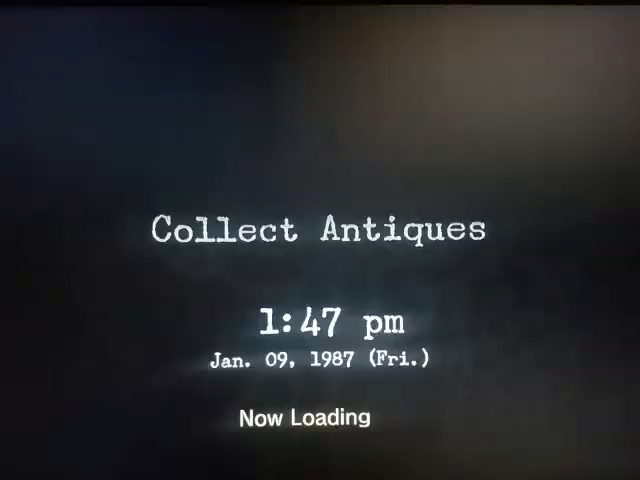 Collect Antiques
1:47 pm
Jan. 09, 1987 (Fri.)
Now Loading